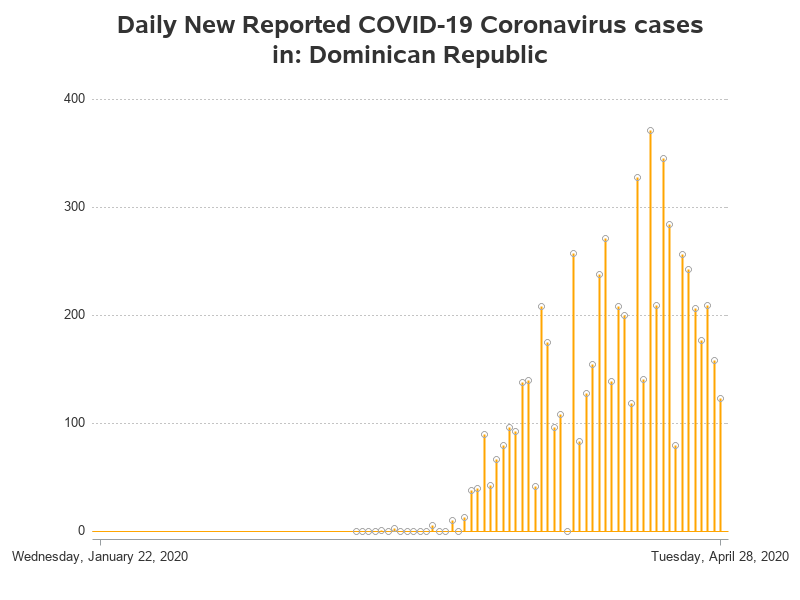 Daily New Reported COVID-19 Coronavirus cases
in: Dominican Republic
400
300
200
100
0
Wednesday, January 22, 2020
Tuesday, April 28, 2020